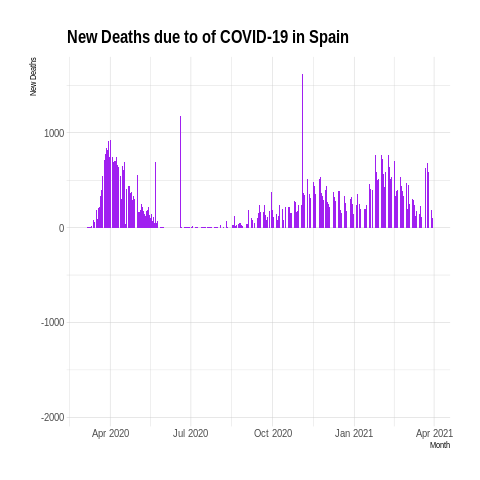 New Deaths due to of COVID-19 in Spain
New Deaths
1000
0
-1000
-2000
Apr 2020 Jul 2020 Oct 2020 Jan 2021 Apr 2021
Month